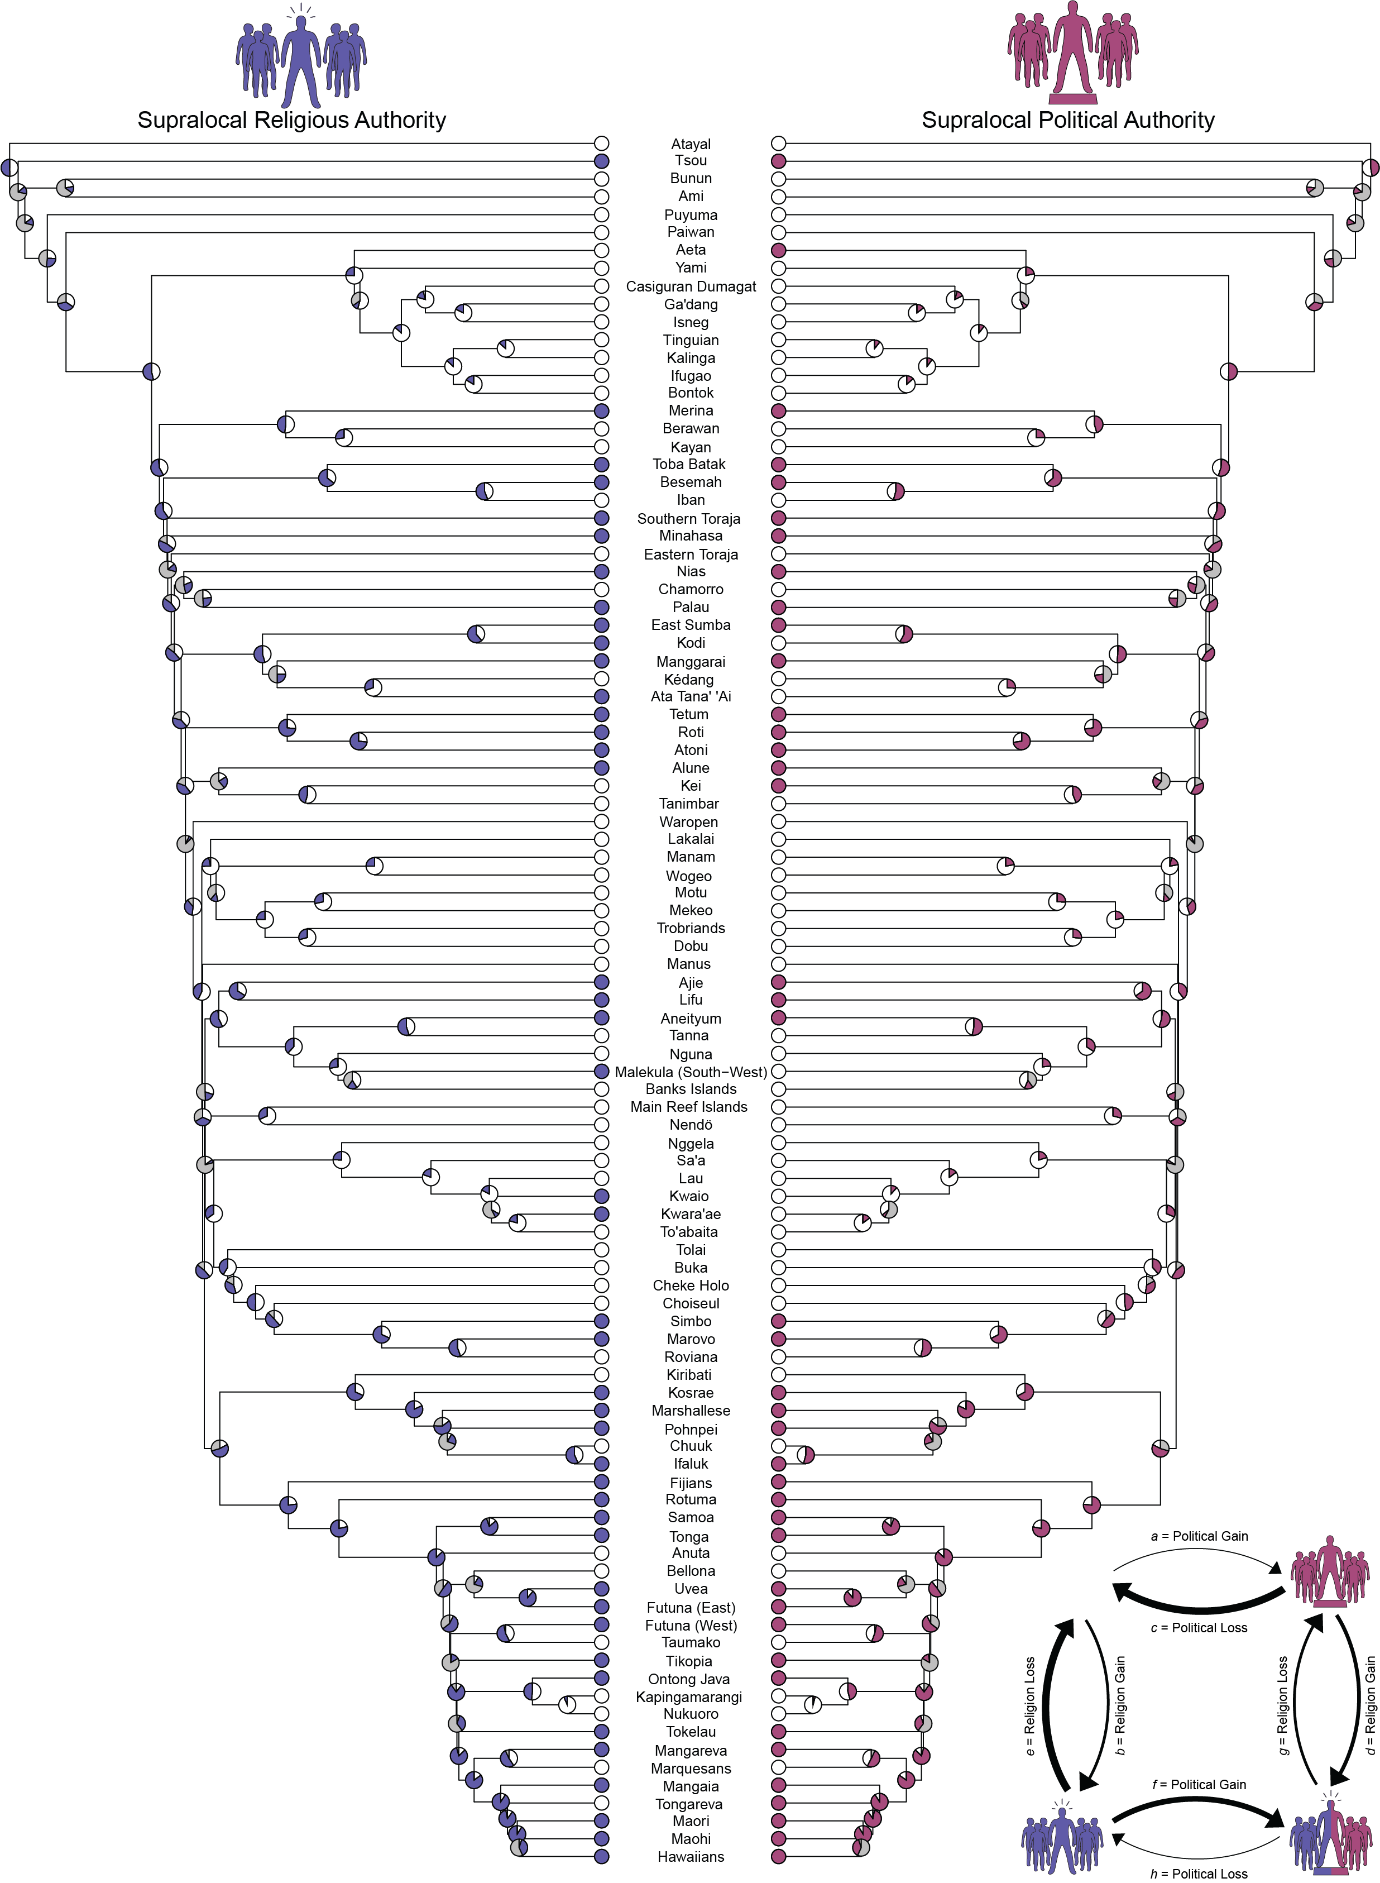 Supralocal Religious Authority
Supralocal Political Authority
Atayal
Tsou
Bunun
Ami
Puyuma
Paiwan
Aeta
Yami
Casiguran Dumagat
Ga'dang
Isneg
Tinguian
Kalinga
Ifugao
Bontok
Merina
Berawan
Kayan
Toba Batak
Besemah
Iban
Southern Toraja
Minahasa
Eastern Toraja
Nias
Chamorro
Palau
East Sumba
Kodi
Manggarai
Kédang
Ata Tana' 'Ai
Tetum
Roti
Atoni
Alune
Kei
Tanimbar
Waropen
Lakalai
Manam
Wogeo
Motu
Mekeo
Trobriands
Dobu
Manus
Ajie
Lifu
Aneityum
Tanna
Nguna
Malekula (South−West)
Banks Islands
Main Reef Islands
Nendö
Nggela
Sa'a
Lau
Kwaio
Kwara'ae
To'abaita
Tolai
Buka
Cheke Holo
Choiseul
Simbo
Marovo
Roviana
Kiribati
Kosrae
Marshallese
Pohnpei
Chuuk
Ifaluk
Fijians
Rotuma
Samoa
Tonga
Anuta
Bellona
Uvea
Futuna (East)
Futuna (West)
Taumako
Tikopia
Ontong Java
Kapingamarangi
Nukuoro
Tokelau
Mangareva
Marquesans
Mangaia
Tongareva
Maori
Maohi
Hawaiians
a = Political Gain
c = Political Loss
e = Religion Loss
b = Religion Gain
g = Religion Loss
d = Religion Gain
f = Political Gain
h = Political Loss